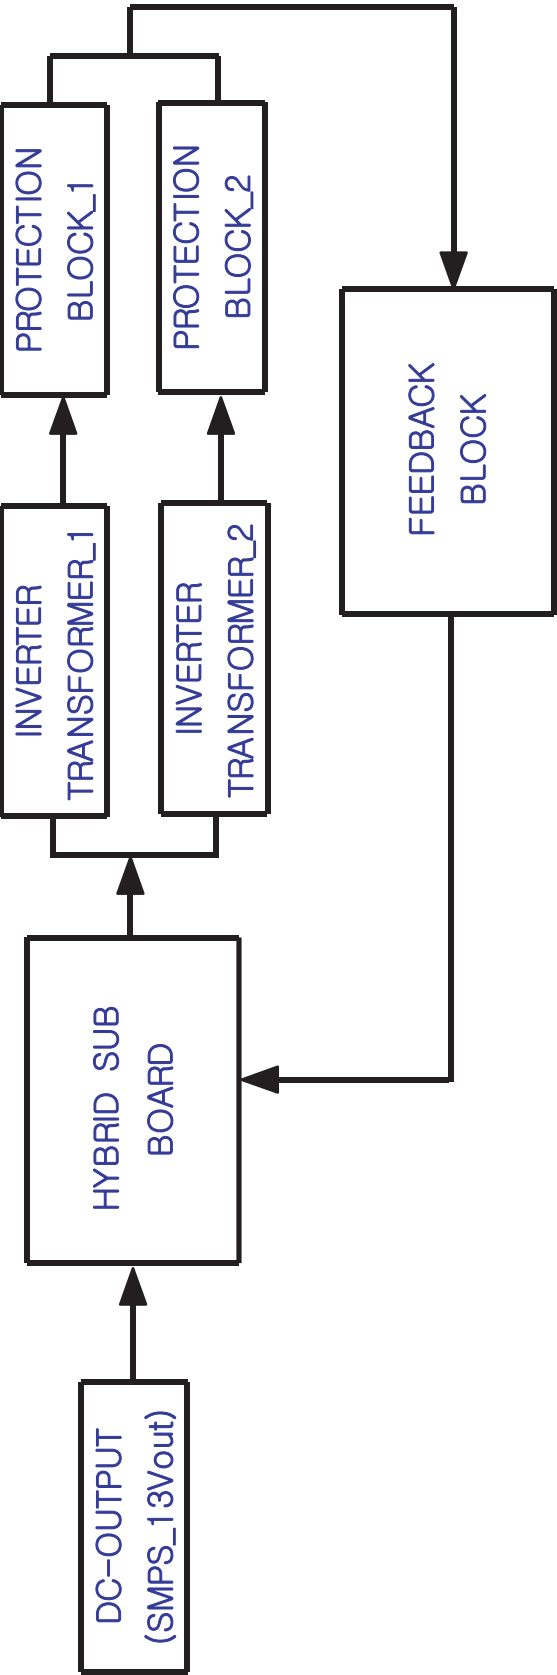 DC-OUTPUT
(SMPS_13Vout)
HYBRID SUB
BOARD
INVERTER
TRANSFORMER_1
INVERTER
TRANSFORMER_2
PROTECTION
BLOCK_1
PROTECTION
BLOCK_2
FEEDBACK
BLOCK